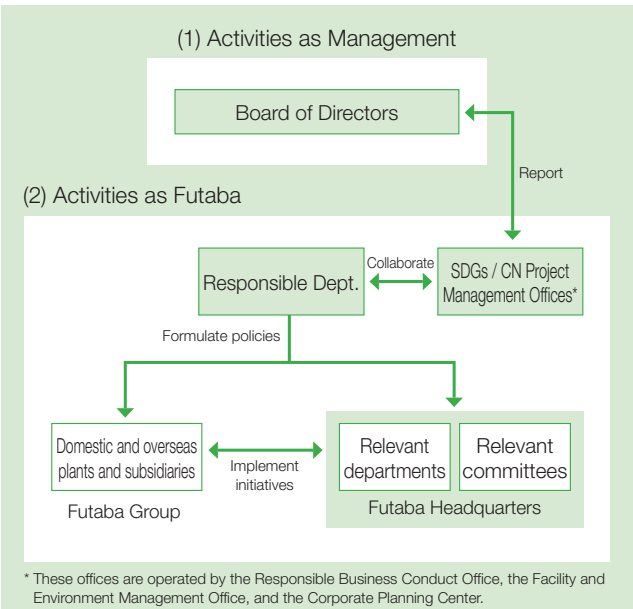 (1) Activities as Management
Board of Directors
Report
(2) Activities as Futaba
Responsible Dept.
Collaborate
SDGs / CN Project
Management Offices*
Formulate policies
Domestic and overseas
plants and subsidiaries
Implement
initiatives
Relevant
departments
Relevant
committees
Futaba Group
Futaba Headquarters
* These offices are operated by the Responsible Business Conduct Office, the Facility and
Environment Management Office, and the Corporate Planning Center.